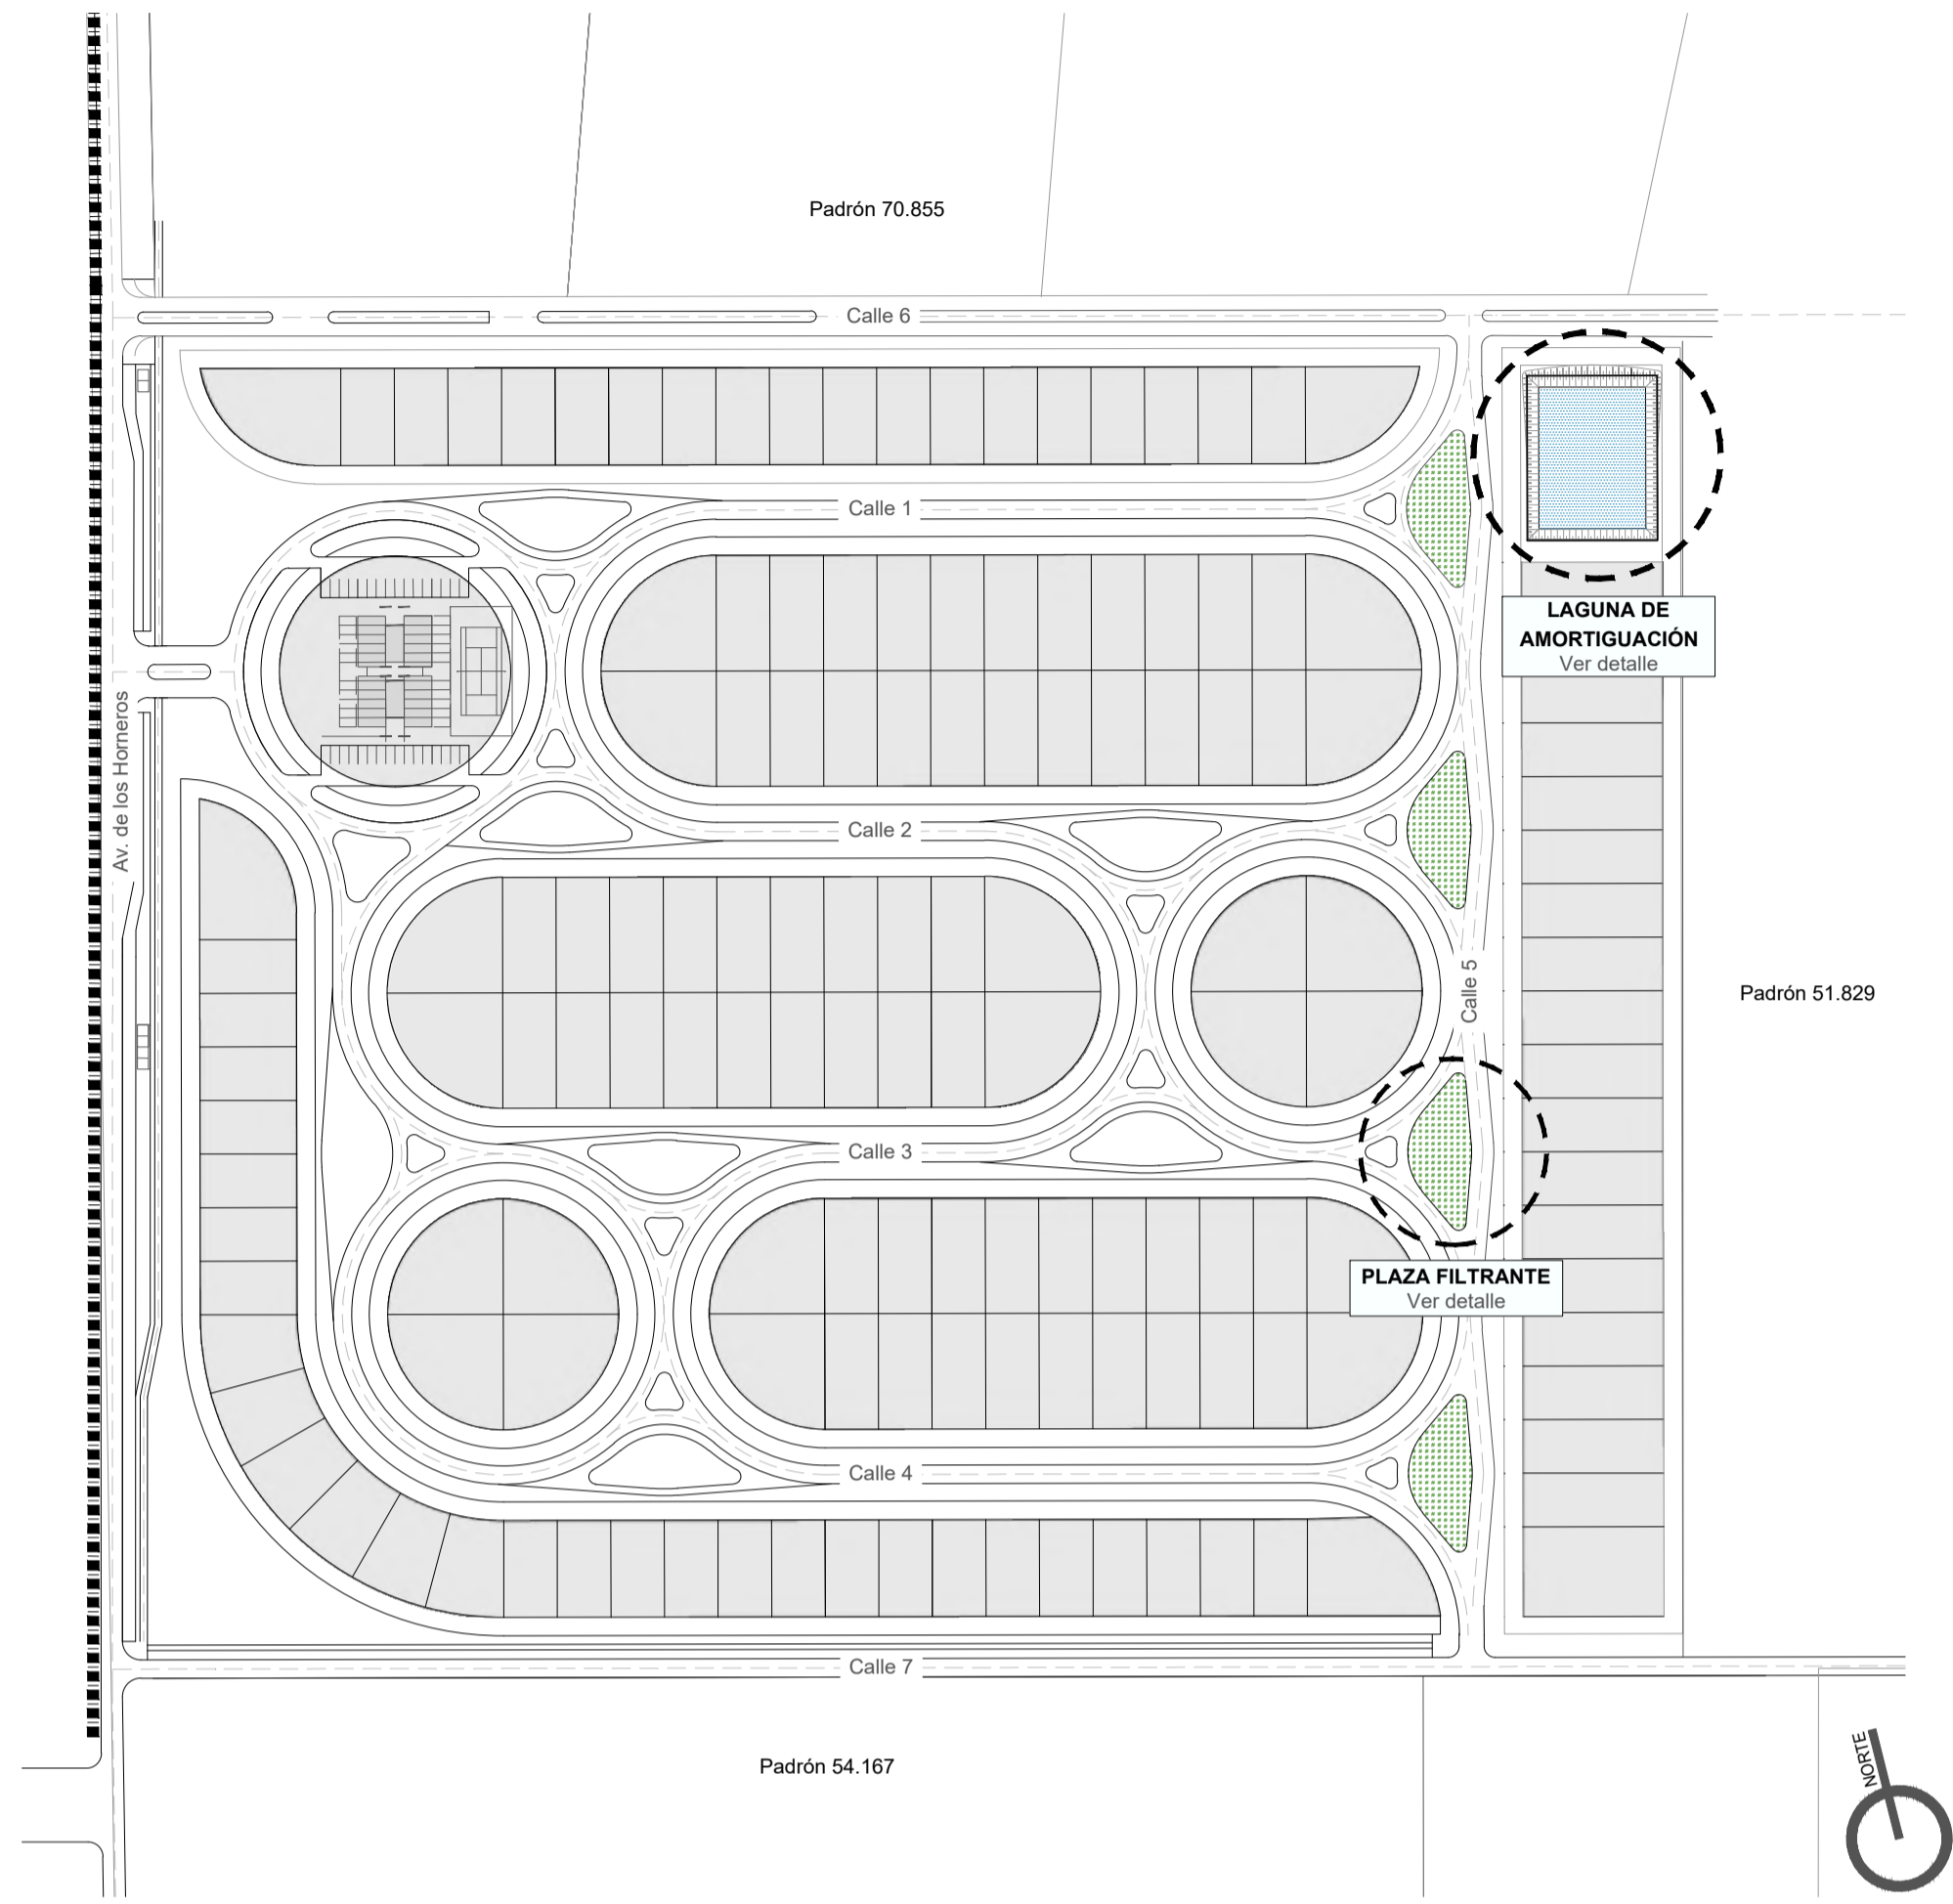 Padrón 70.855
Calle 6
Calle 1
LAGUNA DE
AMORTIGUACIÓN
Ver detalle
Av. de los Horneros
Calle 2
Calle 5
Padrón 51.829
Calle 3
PLAZA FILTRANTE
Ver detalle
Calle 4
Calle 7
Padrón 54.167
NORTE